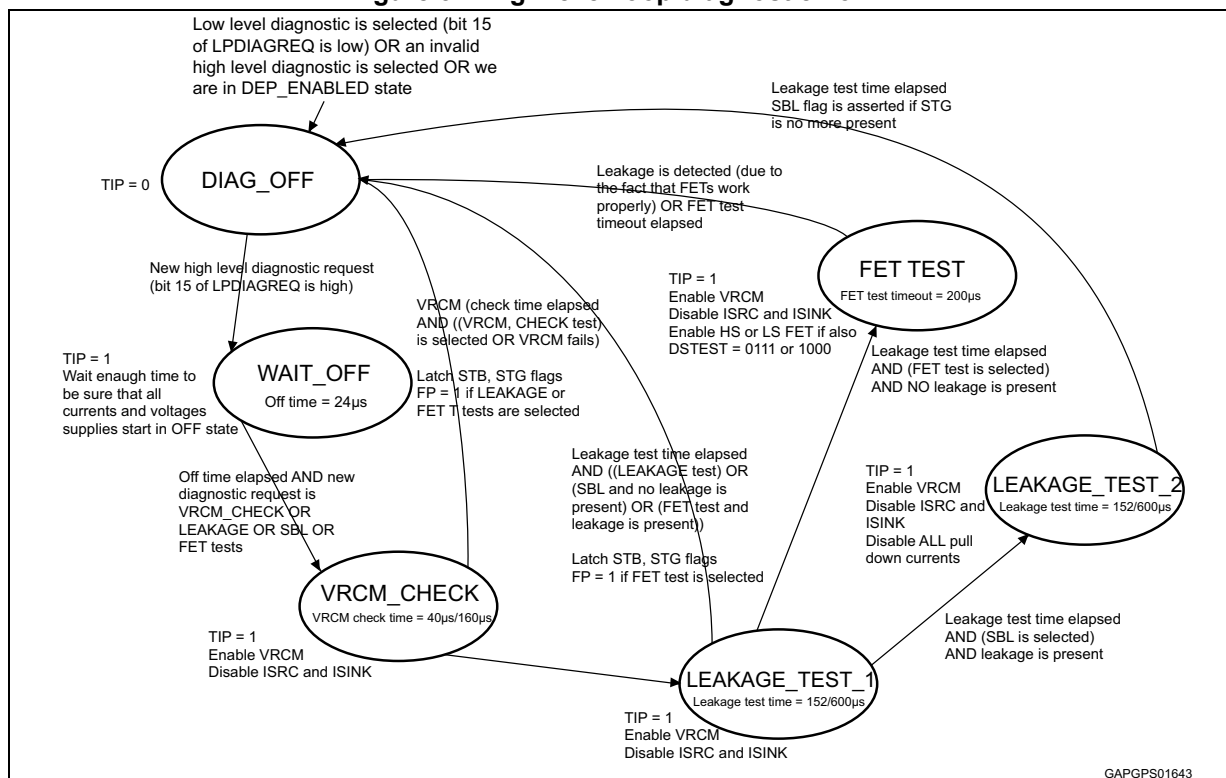 Low level diagnostic is selected (bit 15
of LPDIAGREQ is low) OR an invalid
high level diagnostic is selected OR we
are in DEP_ENABLED state
Leakage test time elapsed
SBL flag is asserted if STG
is no more present
TIP = 0
DIAG_OFF
Leakage is detected (due to
the fact that FETs work
properly) OR FET test
timeout elapsed
New high level diagnostic request
(bit 15 of LPDIAGREQ is high)
FET TEST
FET test timeout = 200µs
TIP = 1
Enable VRCM
Disable ISRC and ISINK
Enable HS or LS FET if also
DSTEST = 0111 or 1000
VRCM (check time elapsed
AND ((VRCM, CHECK test)
is selected OR VRCM fails)
Latch STB, STG flags
FP = 1 if LEAKAGE or
FET T tests are selected
TIP = 1
Wait enaugh time to
be sure that all
currents and voltages
supplies start in OFF state
WAIT_OFF
Off time = 24µs
Leakage test time elapsed
AND (FET test is selected)
AND NO leakage is present
Off time elapsed AND new
diagnostic request is
VRCM_CHECK OR
LEAKAGE OR SBL OR
FET tests
Leakage test time elapsed
AND ((LEAKAGE test) OR
(SBL and no leakage is
present) OR (FET test and
leakage is present))
Latch STB, STG flags
FP = 1 if FET test is selected
TIP = 1
Enable VRCM
Disable ISRC and
ISINK
Disable ALL pull
down currents
LEAKAGE_TEST_2
Leakage test time = 152/600µs
VRCM_CHECK
VRCM check time = 40µs/160µs
TIP = 1
Enable VRCM
Disable ISRC and ISINK
Leakage test time elapsed
AND (SBL is selected)
AND leakage is present
LEAKAGE_TEST_1
Leakage test time = 152/600µs
TIP = 1
Enable VRCM
Disable ISRC and ISINK
GAPGPS01643